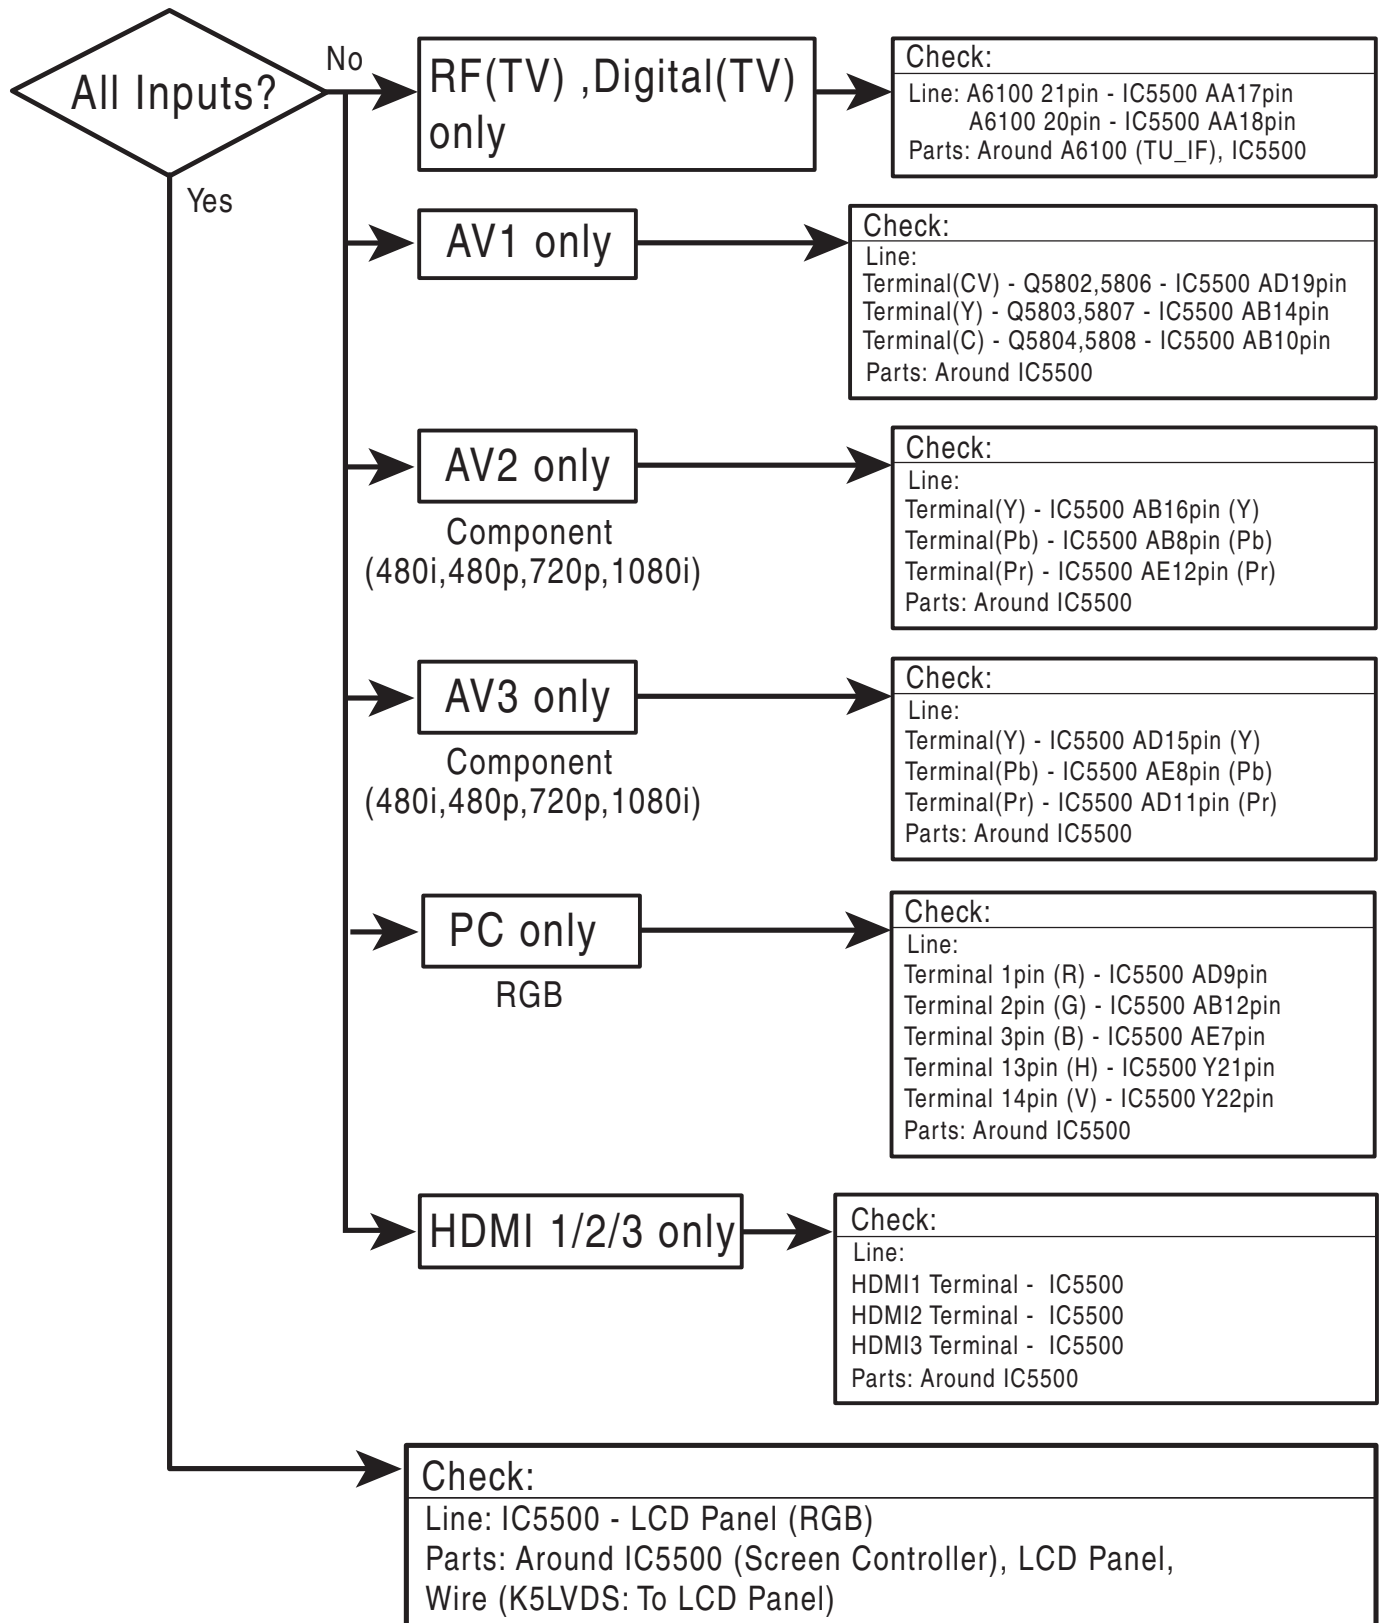 All Inputs?
No
Yes
RF(TV) ,Digital(TV)
only
Check:
Line: A6100 21pin - IC5500 AA17pin
A6100 20pin - IC5500 AA18pin
Parts: Around A6100 (TU_IF), IC5500
AV1 only
Check:
Line:
Terminal(CV) - Q5802,5806 - IC5500 AD19pin
Terminal(Y) - Q5803,5807 - IC5500 AB14pin
Terminal(C) - Q5804,5808 - IC5500 AB10pin
Parts: Around IC5500
AV2 only
Component
(480i,480p,720p,1080i)
Check:
Line:
Terminal(Y) - IC5500 AB16pin (Y)
Terminal(Pb) - IC5500 AB8pin (Pb)
Terminal(Pr) - IC5500 AE12pin (Pr)
Parts: Around IC5500
AV3 only
Component
(480i,480p,720p,1080i)
Check:
Line:
Terminal(Y) - IC5500 AD15pin (Y)
Terminal(Pb) - IC5500 AE8pin (Pb)
Terminal(Pr) - IC5500 AD11pin (Pr)
Parts: Around IC5500
PC only
RGB
Check:
Line:
Terminal 1pin (R) - IC5500 AD9pin
Terminal 2pin (G) - IC5500 AB12pin
Terminal 3pin (B) - IC5500 AE7pin
Terminal 13pin (H) - IC5500 Y21pin
Terminal 14pin (V) - IC5500 Y22pin
Parts: Around IC5500
HDMI 1/2/3 only
Check:
Line:
HDMI1 Terminal - IC5500
HDMI2 Terminal - IC5500
HDMI3 Terminal - IC5500
Parts: Around IC5500
Check:
Line: IC5500 - LCD Panel (RGB)
Parts: Around IC5500 (Screen Controller), LCD Panel,
Wire (K5LVDS: To LCD Panel)